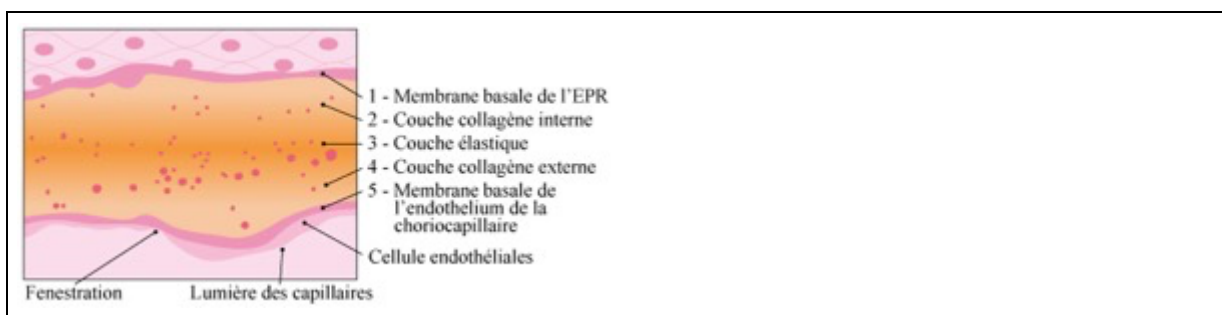 1 - Membrane basale de l'EPR
2 - Couche collagène interne
3 - Couche élastique
4 - Couche collagène externe
5 - Membrane basale de
l'endothelium de la
choriocapillaire
Cellule endothéliales
Fenestration
Lumière des capillaires